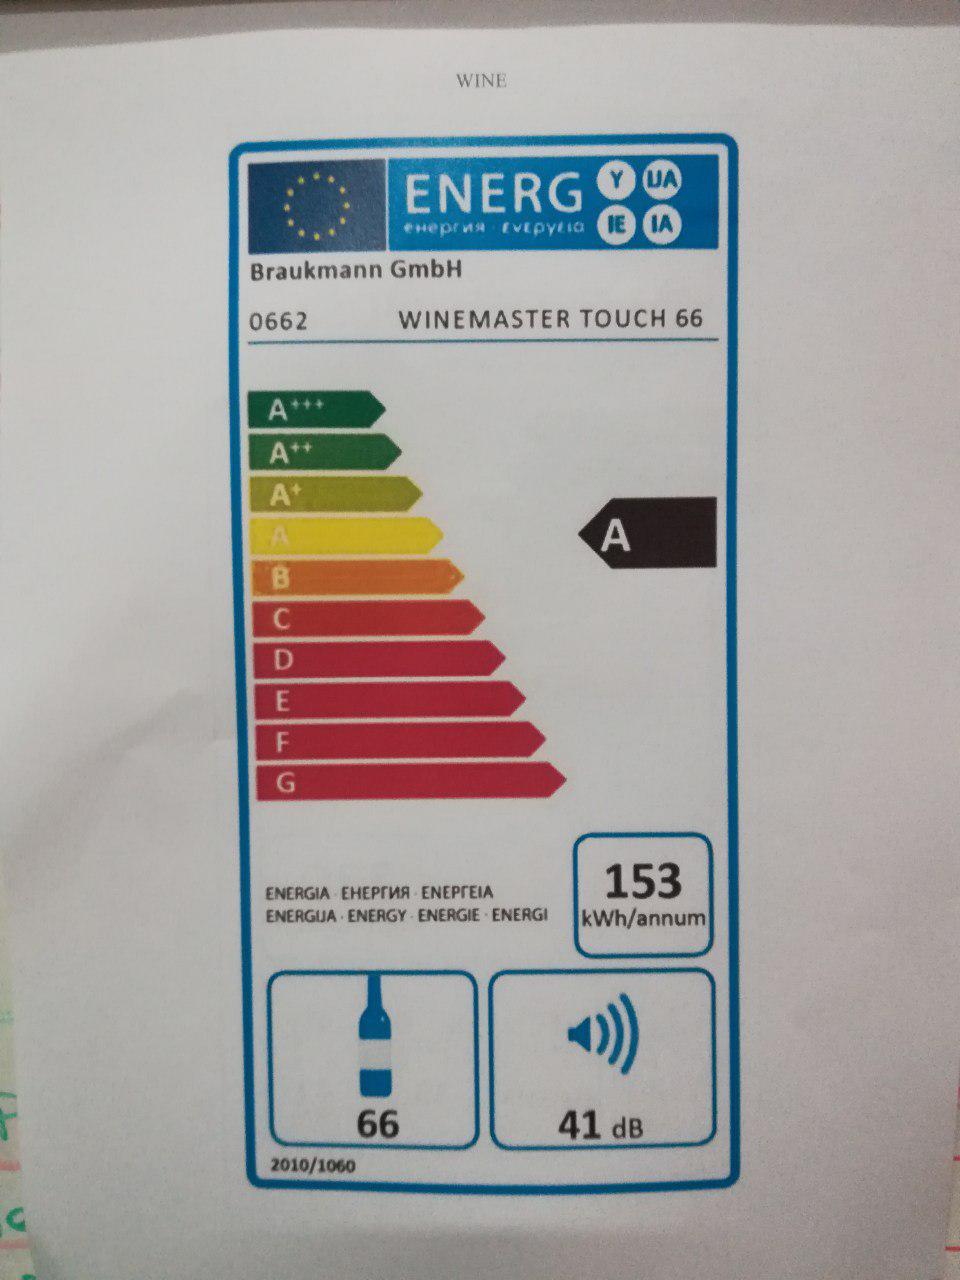 WINE
ENERG Y UA
енергия · ενεργεια IE IA
Braukmann GmbH
0662 WINEMASTER TOUCH 66
A+++
A++
A+
A
A
B
C
D
E
F
G
153
kWh/annum
ENERGIA · ЕНЕРГИЯ · ΕΝΕΡΓΕΙΑ
ENERGIJA · ENERGY · ENERGIE · ENERGI
66
41 dB
2010/1060